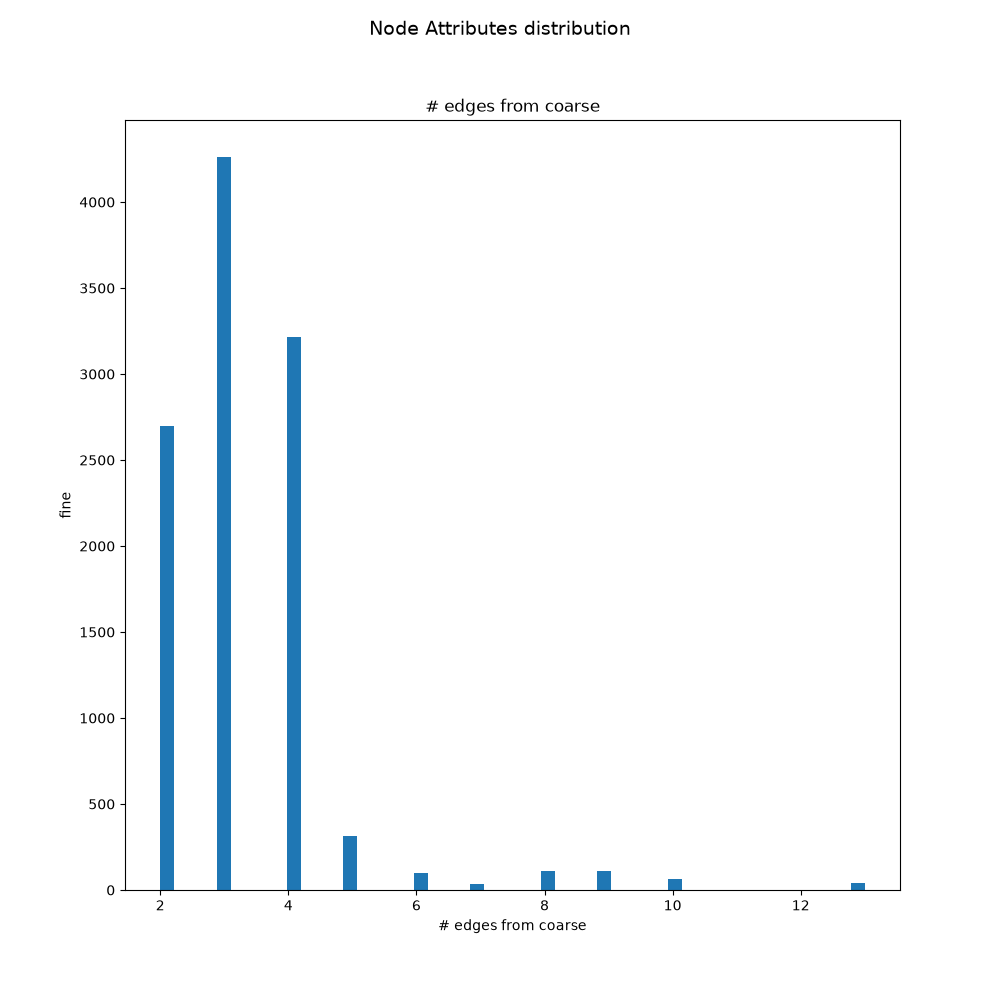 Node Attributes distribution
# edges from coarse
4000
3500
3000
2500
2000
1500
1000
500
0
fine
2 4 6 8 10 12
# edges from coarse